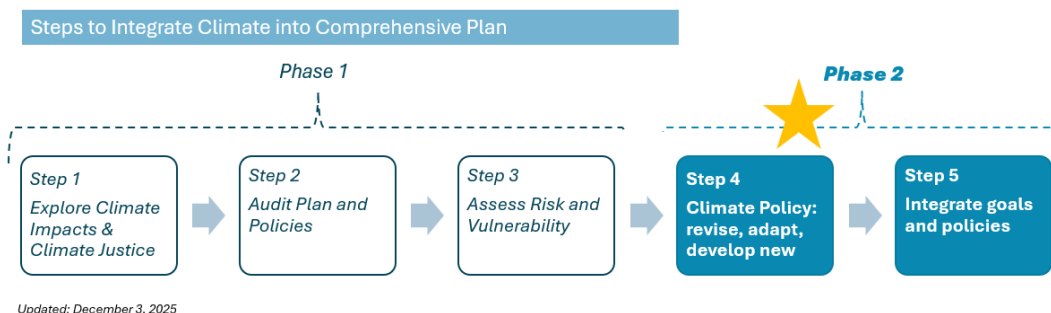 Steps to Integrate Climate into Comprehensive Plan
Phase 1
Phase 2
Step 1
Explore Climate
Impacts &
Climate Justice
Step 2
Audit Plan and
Policies
Step 3
Assess Risk and
Vulnerability
Step 4
Climate Policy:
revise, adapt,
develop new
Step 5
Integrate goals
and policies
Updated: December 3, 2025